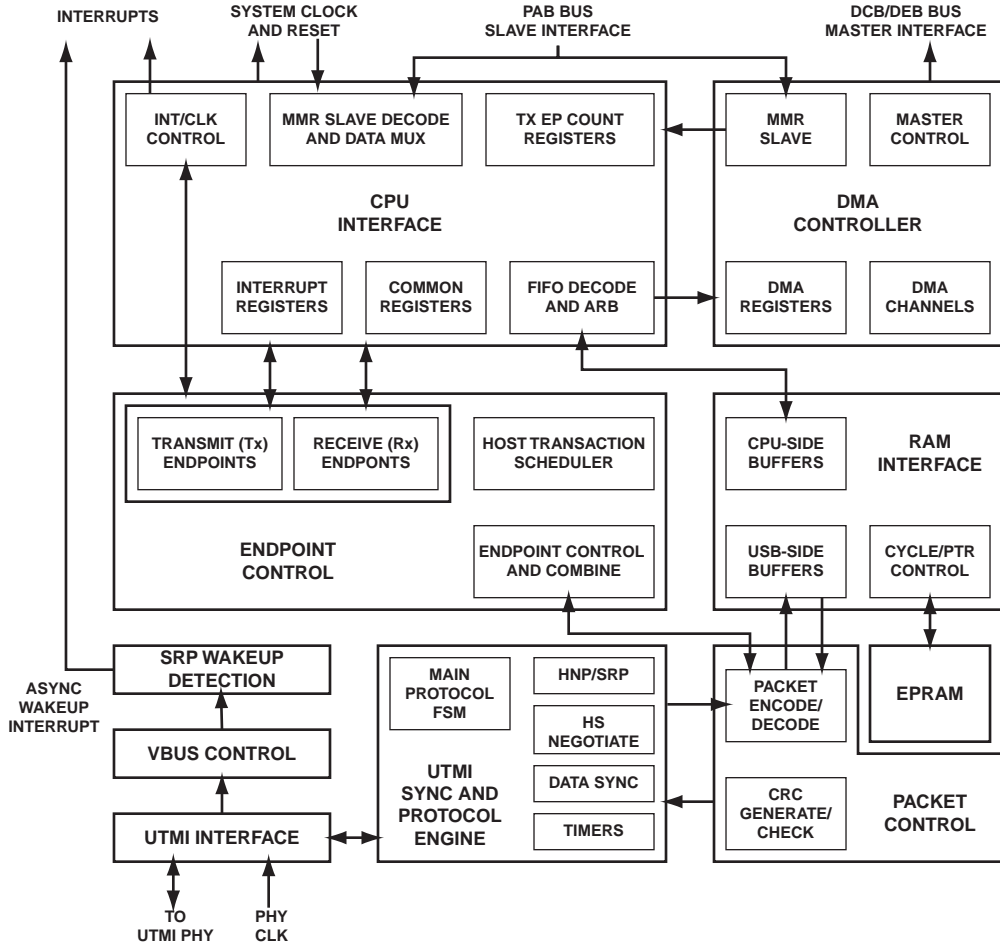 INTERRUPTS
SYSTEM CLOCK
AND RESET
PAB BUS
SLAVE INTERFACE
DCB/DEB BUS
MASTER INTERFACE
INT/CLK
CONTROL
MMR SLAVE DECODE
AND DATA MUX
TX EP COUNT
REGISTERS
MMR
SLAVE
MASTER
CONTROL
CPU
INTERFACE
DMA
CONTROLLER
INTERRUPT
REGISTERS
COMMON
REGISTERS
FIFO DECODE
AND ARB
DMA
REGISTERS
DMA
CHANNELS
TRANSMIT (Tx)
ENDPOINTS
RECEIVE (Rx)
ENDPONTS
HOST TRANSACTION
SCHEDULER
CPU-SIDE
BUFFERS
RAM
INTERFACE
ENDPOINT
CONTROL
ENDPOINT CONTROL
AND COMBINE
USB-SIDE
BUFFERS
CYCLE/PTR
CONTROL
SRP WAKEUP
DETECTION
ASYNC
WAKEUP
INTERRUPT
VBUS CONTROL
UTMI INTERFACE
TO
UTMI PHY
PHY
CLK
MAIN
PROTOCOL
FSM
HNP/SRP
HS
NEGOTIATE
DATA SYNC
TIMERS
UTMI
SYNC AND
PROTOCOL
ENGINE
PACKET
ENCODE/
DECODE
EPRAM
CRC
GENERATE/
CHECK
PACKET
CONTROL